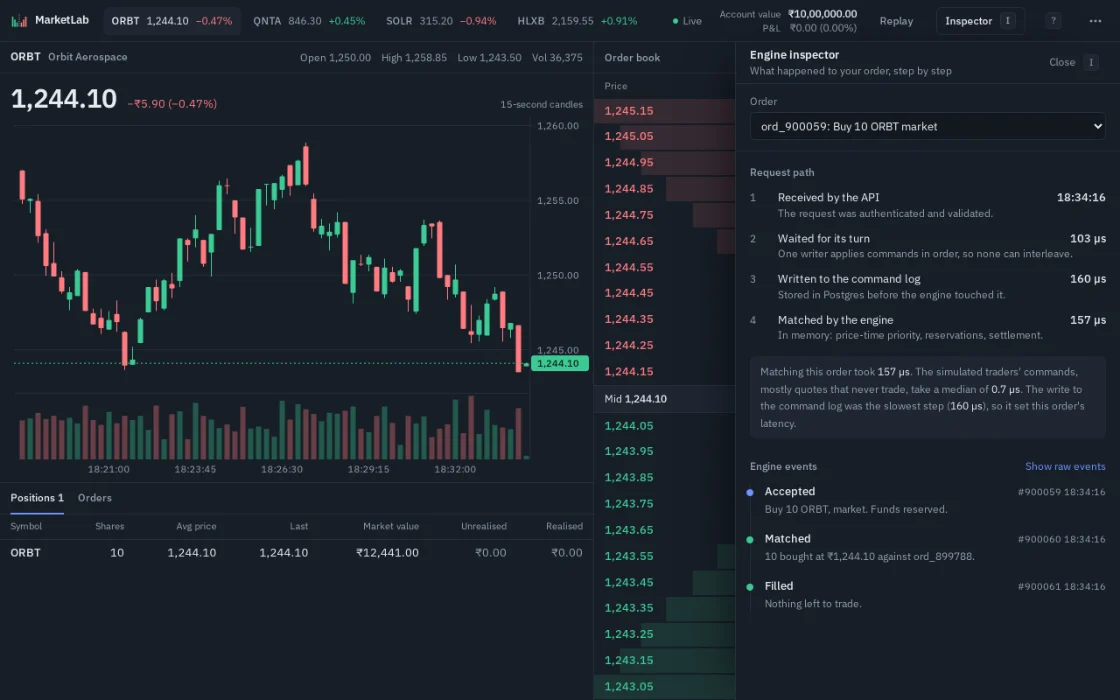 MarketLab ORBT 1,244.10 −0.47% QNTA 846.30 +0.45% SOLR 315.20 −0.94% HLXB 2,159.55 +0.91% Live Account value ₹10,00,000.00 Replay Inspector I ? ···
P&L ₹0.00 (0.00%)
ORBT Orbit Aerospace Open 1,250.00 High 1,258.85 Low 1,243.50 Vol 36,375
1,244.10 −₹5.90 (−0.47%) 15-second candles
1,260.00
1,255.00
1,250.00
1,245.00
1,244.10
18:21:00 18:23:45 18:26:30 18:29:15 18:32:00
Positions 1 Orders
Symbol Shares Avg price Last Market value Unrealised Realised
ORBT 10 1,244.10 1,244.10 ₹12,441.00 ₹0.00 ₹0.00
Order book
Price
1,245.15
1,245.05
1,244.95
1,244.85
1,244.75
1,244.65
1,244.55
1,244.45
1,244.35
1,244.25
1,244.15
Mid 1,244.10
1,244.05
1,243.95
1,243.85
1,243.75
1,243.65
1,243.55
1,243.45
1,243.35
1,243.25
1,243.15
1,243.05
Engine inspector
What happened to your order, step by step
Close I
Order
ord_900059: Buy 10 ORBT market
Request path
1 Received by the API 18:34:16
The request was authenticated and validated.
2 Waited for its turn 103 µs
One writer applies commands in order, so none can interleave.
3 Written to the command log 160 µs
Stored in Postgres before the engine touched it.
4 Matched by the engine 157 µs
In memory: price-time priority, reservations, settlement.
Matching this order took 157 µs. The simulated traders' commands,
mostly quotes that never trade, take a median of 0.7 µs. The write to
the command log was the slowest step (160 µs), so it set this order's
latency.
Engine events Show raw events
Accepted #900059 18:34:16
Buy 10 ORBT, market. Funds reserved.
Matched #900060 18:34:16
10 bought at ₹1,244.10 against ord_899788.
Filled #900061 18:34:16
Nothing left to trade.